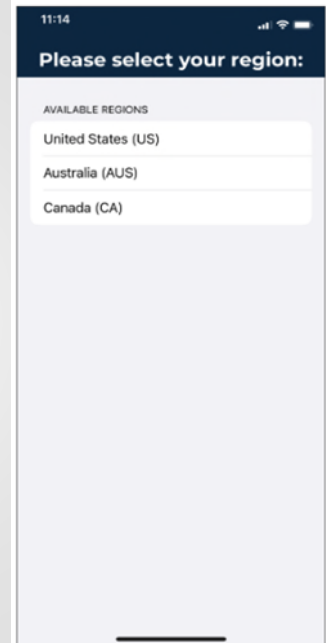 11:14
Please select your region:
AVAILABLE REGIONS
United States (US)
Australia (AUS)
Canada (CA)